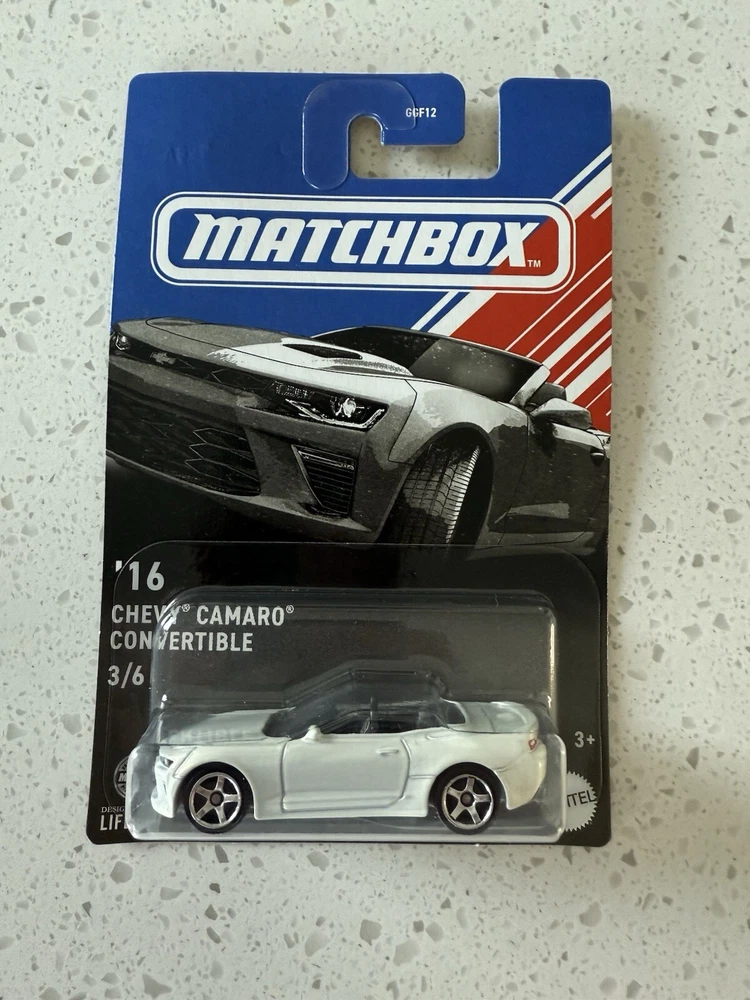 GGF12
MATCHBOX™
'16
CHEVY® CAMARO®
CONVERTIBLE
3/6
3+